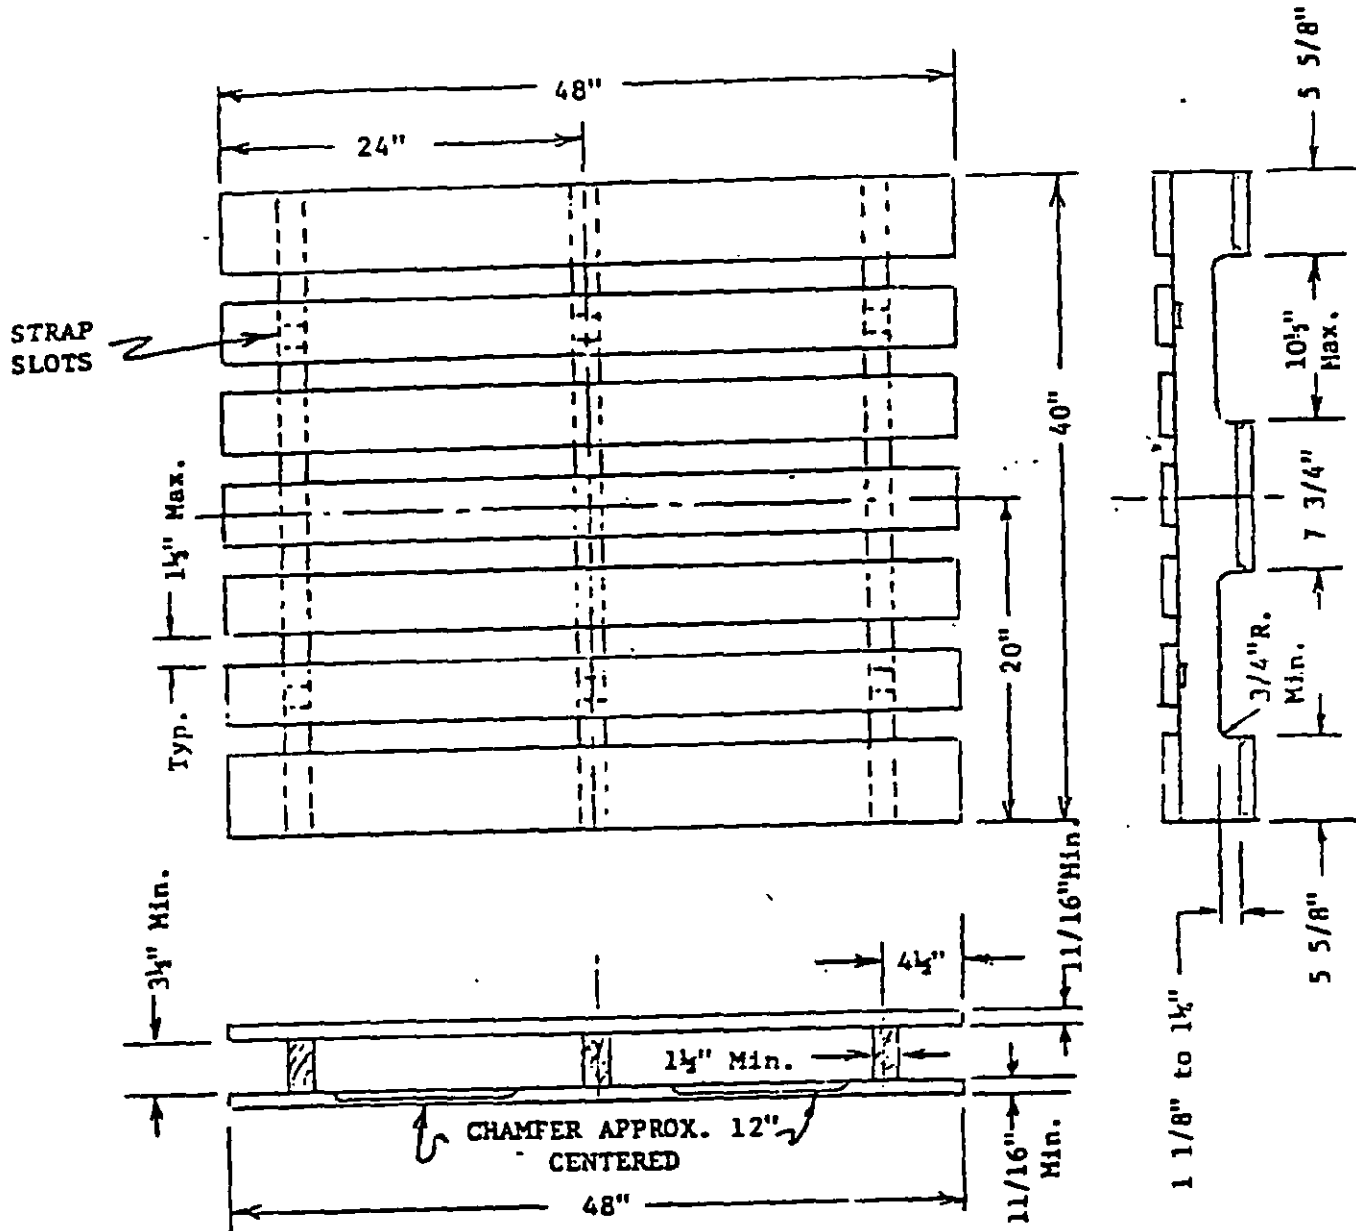 48"
24"
5 5/8"
STRAP
SLOTS
10½"
Max.
40"
1½" Max.
7 3/4"
20"
3/4"R.
Min.
Typ.
11/16"Min
3½" Min.
4½"
5 5/8"
1½" Min.
1 1/8" to 1¼"
CHAMFER APPROX. 12"
CENTERED
11/16"
Min.
48"